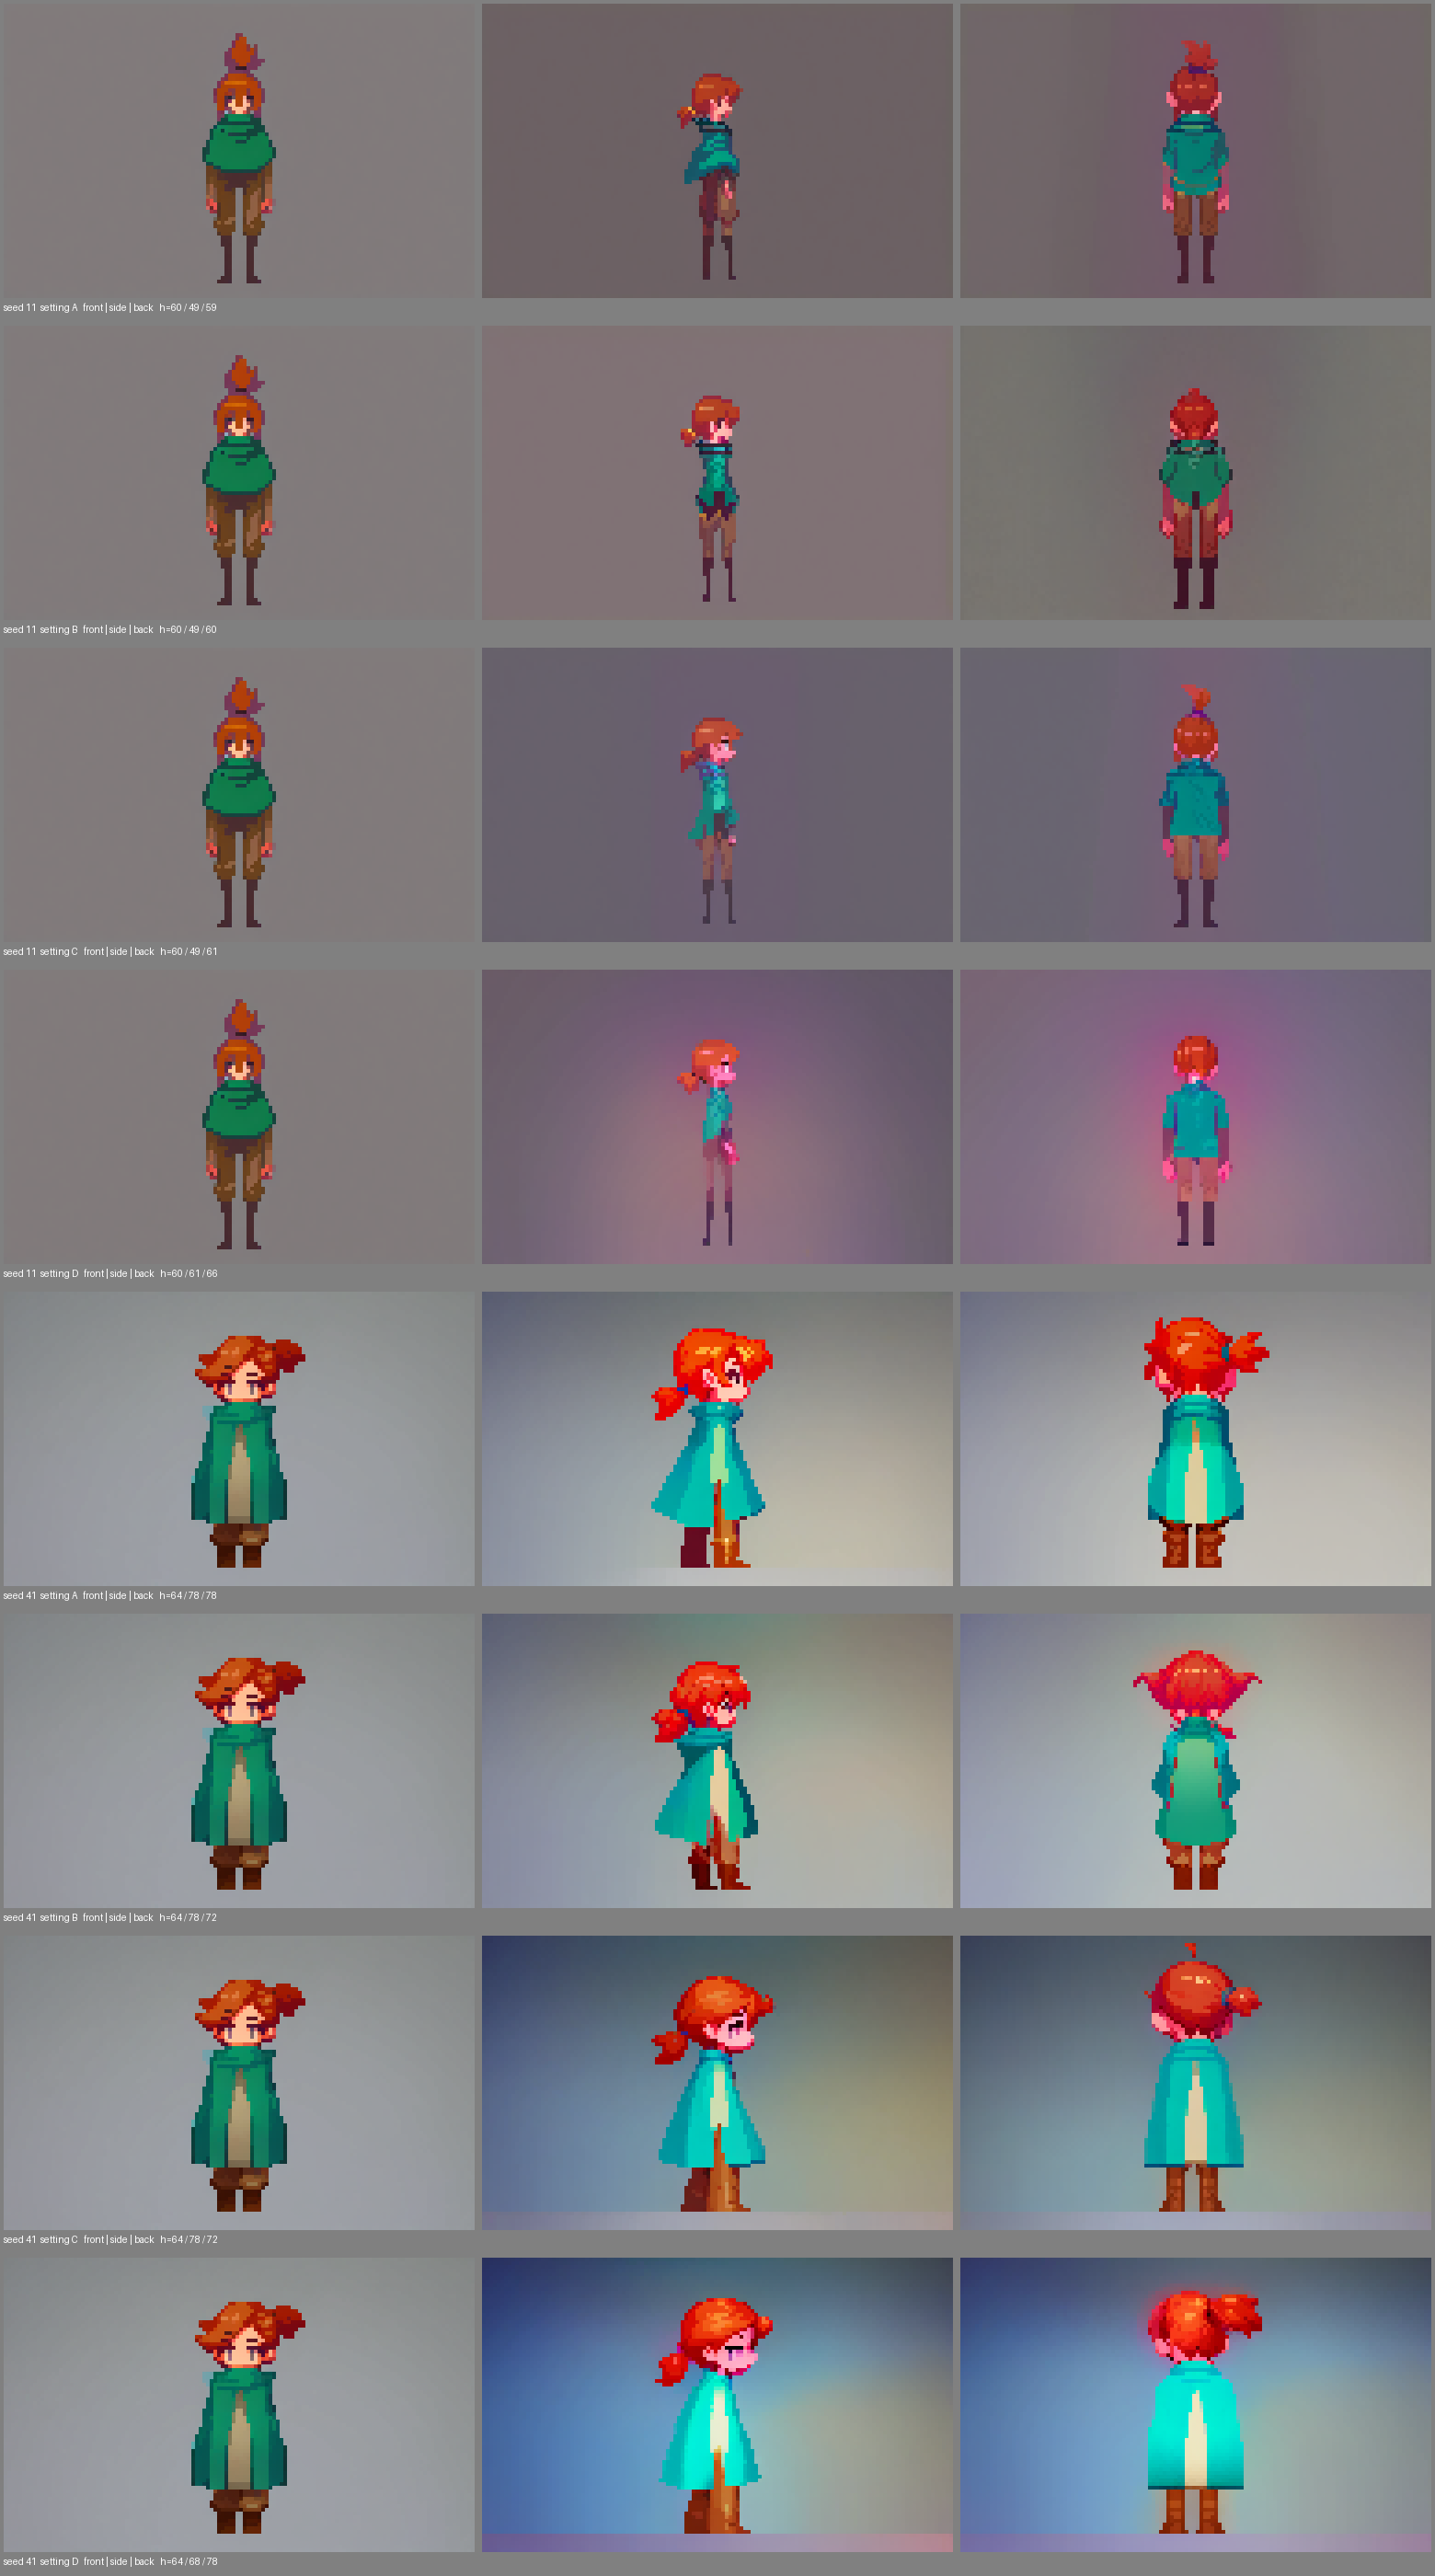 seed 11 setting A front | side | back h=60 / 49 / 59
seed 11 setting B front | side | back h=60 / 49 / 60
seed 11 setting C front | side | back h=60 / 49 / 61
seed 11 setting D front | side | back h=60 / 61 / 66
seed 41 setting A front | side | back h=64 / 78 / 78
seed 41 setting B front | side | back h=64 / 78 / 72
seed 41 setting C front | side | back h=64 / 78 / 72
seed 41 setting D front | side | back h=64 / 68 / 78